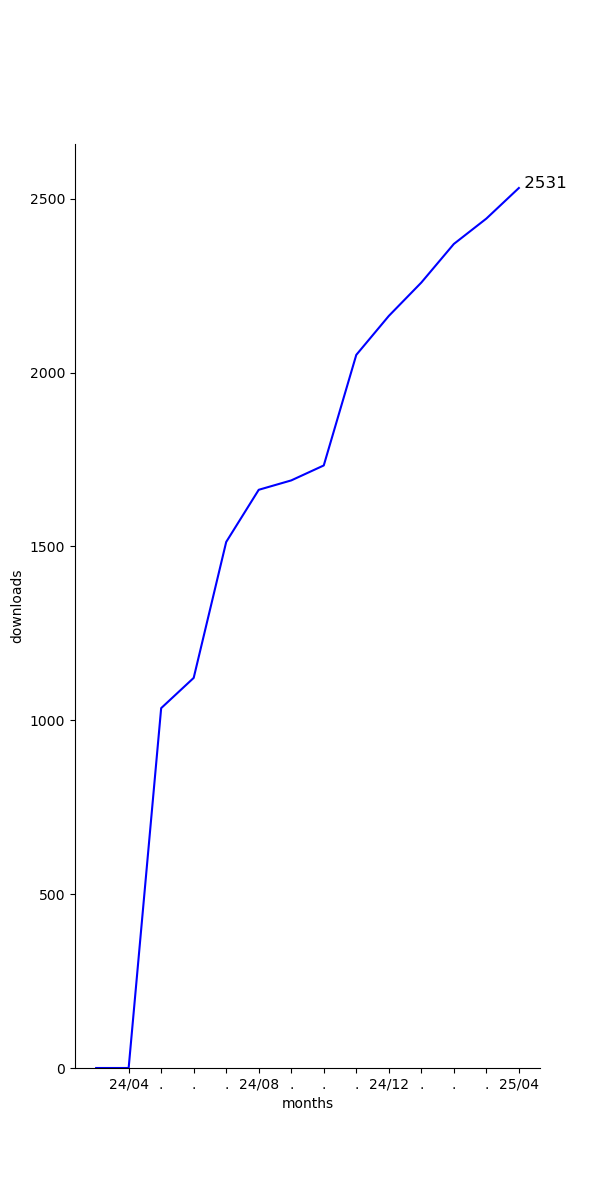 2531
2500
2000
1500
1000
500
0
downloads
24/04 . . . 24/08 . . . 24/12 . . . 25/04
months